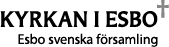 KYRKAN I ESBO
Esbo svenska församling